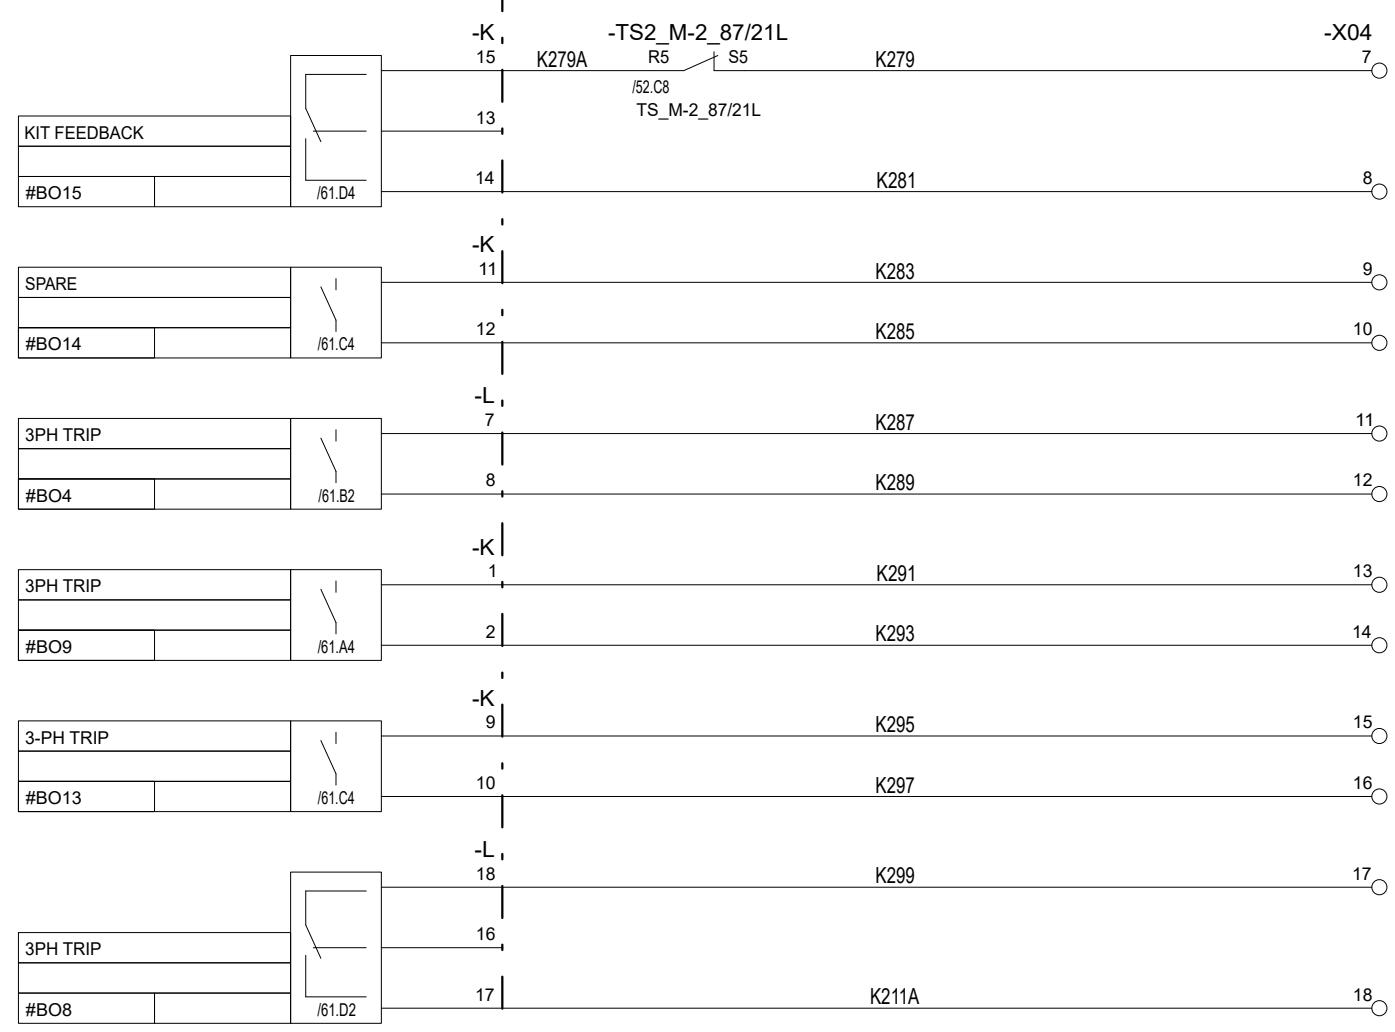 -K -TS2_M-2_87/21L -X04
15 K279A R5 S5 K279 7
/52.C8
TS_M-2_87/21L
13
KIT FEEDBACK
14 K281 8
#BO15 /61.D4
-K
11 K283 9
SPARE
12 K285 10
#BO14 /61.C4
-L
7 K287 11
3PH TRIP
8 K289 12
#BO4 /61.B2
-K
1 K291 13
3PH TRIP
2 K293 14
#BO9 /61.A4
-K
9 K295 15
3-PH TRIP
10 K297 16
#BO13 /61.C4
-L
18 K299 17
16
3PH TRIP
17 K211A 18
#BO8 /61.D2